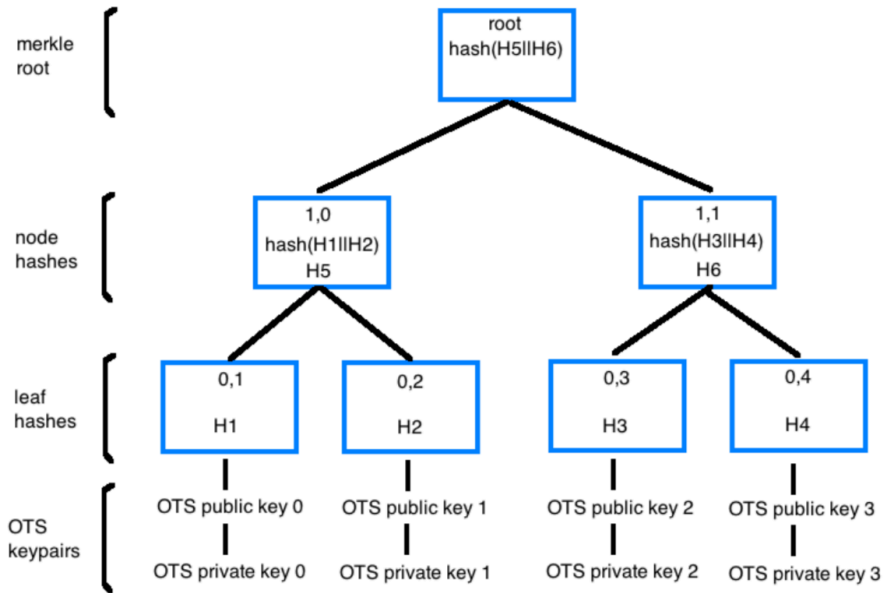 merkle
root
root
hash(H5||H6)
node
hashes
1,0
hash(H1||H2)
H5
1,1
hash(H3||H4)
H6
leaf
hashes
0,1
H1
0,2
H2
0,3
H3
0,4
H4
OTS
keypairs
OTS public key 0
OTS public key 1
OTS public key 2
OTS public key 3
OTS private key 0
OTS private key 1
OTS private key 2
OTS private key 3